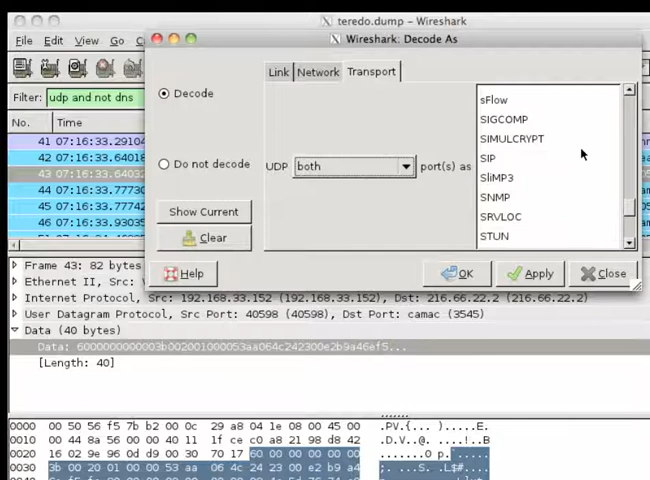 teredo.dump - Wireshark
File Edit View Go
Wireshark: Decode As
Link Network Transport
Filter: udp and not dns
Decode
Do not decode
UDP both port(s) as
sFlow
SIGCOMP
SIMULCRYPT
SIP
SliMP3
SNMP
SRVLOC
STUN
Show Current
Clear
Help OK Apply Close
No. Time
41 07:16:33.29104
42 07:16:33.64018
43 07:16:33.64032
44 07:16:33.77730
45 07:16:33.77742
46 07:16:33.93035
Frame 43: 82 bytes
Ethernet II, Src:
Internet Protocol, Src: 192.168.33.152 (192.168.33.152), Dst: 216.66.22.2 (216.66.22.2)
User Datagram Protocol, Src Port: 40598 (40598), Dst Port: camac (3545)
Data (40 bytes)
Data: 6000000000003b002001000053aa064c242300e2b9a46ef5...
[Length: 40]
0000 00 50 56 f5 7b b2 00 0c 29 a8 04 1e 08 00 45 00 .PV.{... ).....E.
0010 00 44 8a 56 00 00 40 11 1f ce c0 a8 21 98 d8 42 .D.V..@. ....!..B
0020 16 02 9e 96 0d d9 00 30 70 17 60 00 00 00 00 00 .......0 p.`.....
0030 3b 00 20 01 00 00 53 aa 06 4c 24 23 00 e2 b9 a4 ;. ...S. .L$#....